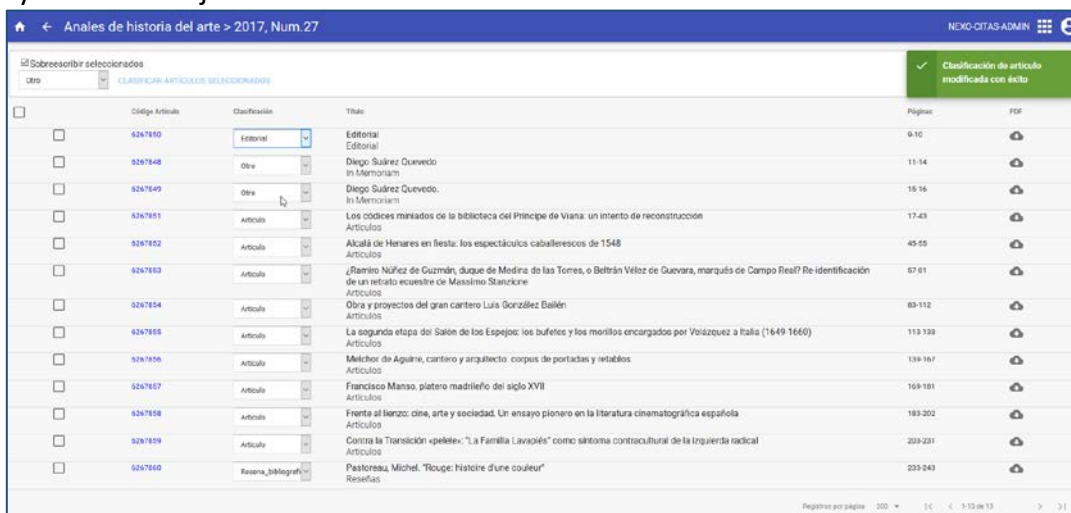 Anales de historia del arte > 2017, Num.27
NEXO-CITAS-ADMIN
Sobreescribir seleccionados
Otro
CLASIFICAR ARTÍCULOS SELECCIONADOS
Clasificación de artículo
modificada con éxito
Código Artículo Clasificación Título Páginas PDF
6267850 Editorial Editorial 9-10
Editorial
6267848 Otro Diego Suárez Quevedo 11-14
In Memoriam
6267849 Otro Diego Suárez Quevedo. 15-16
In Memoriam
6267851 Artículo Los códices miniados de la biblioteca del Príncipe de Viana: un intento de reconstrucción 17-43
Artículos
6267852 Artículo Alcalá de Henares en fiesta: los espectáculos caballerescos de 1548 45-55
Artículos
6267853 Artículo ¿Ramiro Núñez de Guzmán, duque de Medina de las Torres, o Beltrán Vélez de Guevara, marqués de Campo Real? Re-identificación 57-81
de un retrato ecuestre de Massimo Stanzione
Artículos
6267854 Artículo Obra y proyectos del gran cantero Luis González Bailén 83-112
Artículos
6267855 Artículo La segunda etapa del Salón de los Espejos: los bufetes y los morillos encargados por Velázquez a Italia (1649-1660) 113-138
Artículos
6267856 Artículo Melchor de Aguirre, cantero y arquitecto: corpus de portadas y retablos 139-167
Artículos
6267857 Artículo Francisco Manso, platero madrileño del siglo XVII 169-181
Artículos
6267858 Artículo Frente al lienzo: cine, arte y sociedad. Un ensayo pionero en la literatura cinematográfica española 183-202
Artículos
6267859 Artículo Contra la Transición «pelele»: "La Familia Lavapiés" como síntoma contracultural de la izquierda radical 203-231
Artículos
6267860 Resena_bibliografi Pastoreau, Michel. "Rouge: histoire d'une couleur" 233-243
Reseñas
Registros por página 200 1-13 de 13